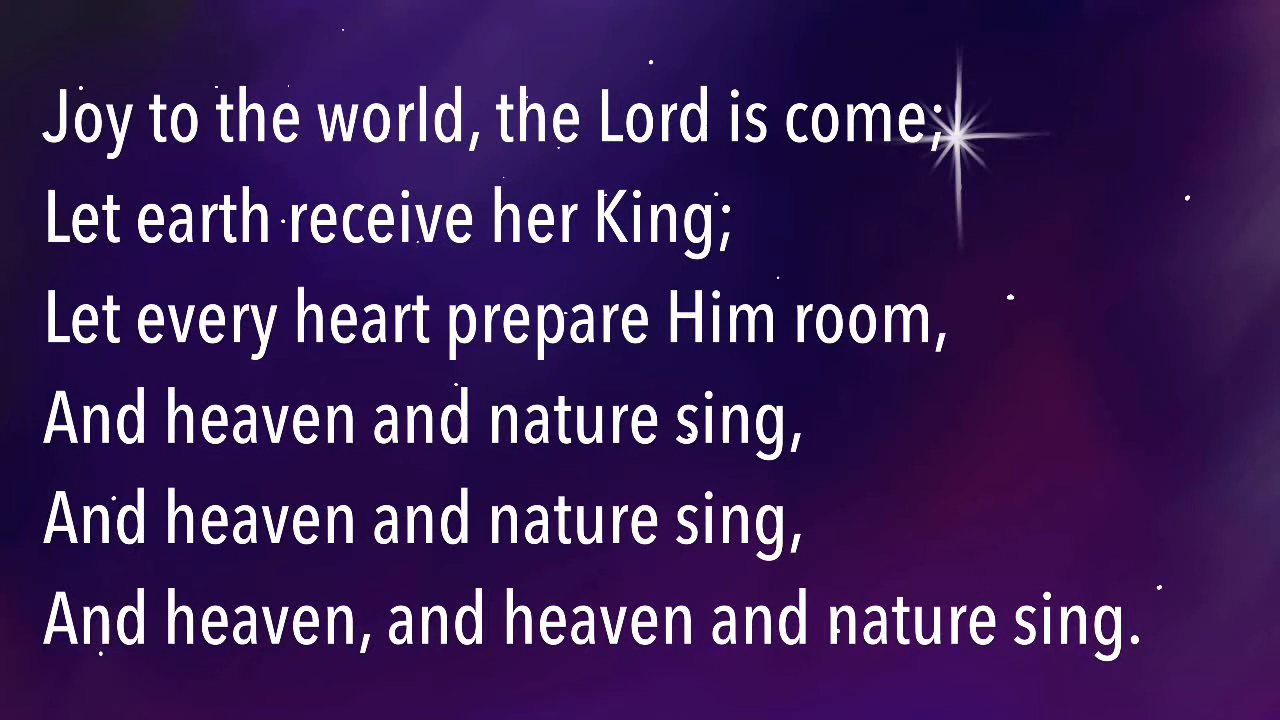 Joy to the world, the Lord is come;
Let earth receive her King;
Let every heart prepare Him room,
And heaven and nature sing,
And heaven and nature sing,
And heaven, and heaven and nature sing.